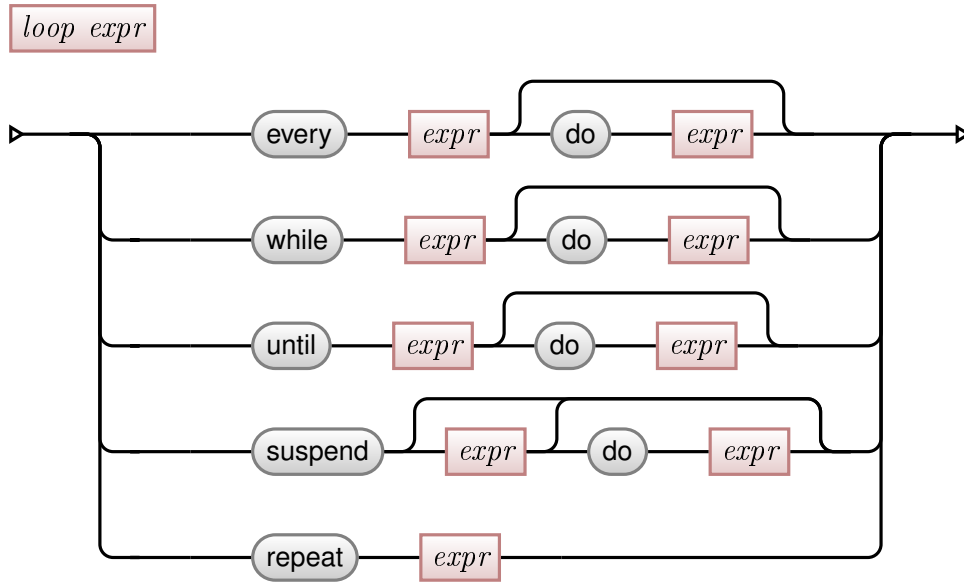 loop expr
every expr do expr
while expr do expr
until expr do expr
suspend expr do expr
repeat expr